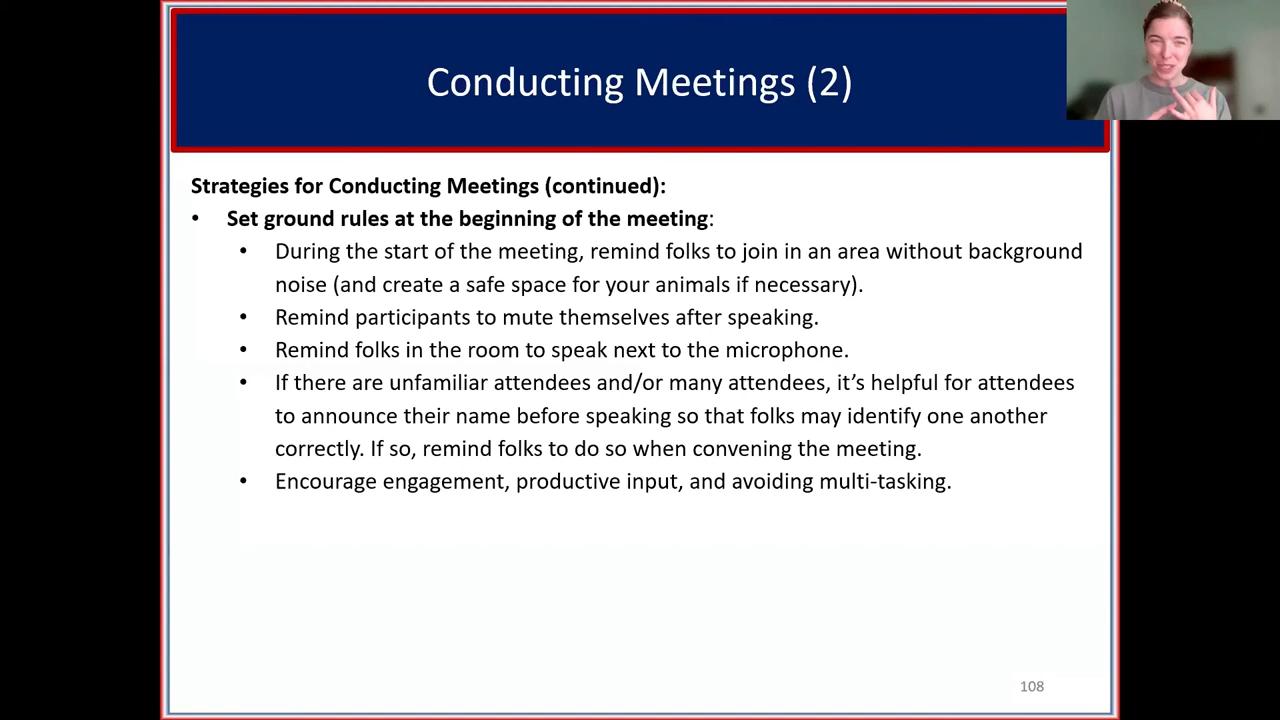 Conducting Meetings (2)
Strategies for Conducting Meetings (continued):
• Set ground rules at the beginning of the meeting:
• During the start of the meeting, remind folks to join in an area without background
noise (and create a safe space for your animals if necessary).
• Remind participants to mute themselves after speaking.
• Remind folks in the room to speak next to the microphone.
• If there are unfamiliar attendees and/or many attendees, it’s helpful for attendees
to announce their name before speaking so that folks may identify one another
correctly. If so, remind folks to do so when convening the meeting.
• Encourage engagement, productive input, and avoiding multi-tasking.
108